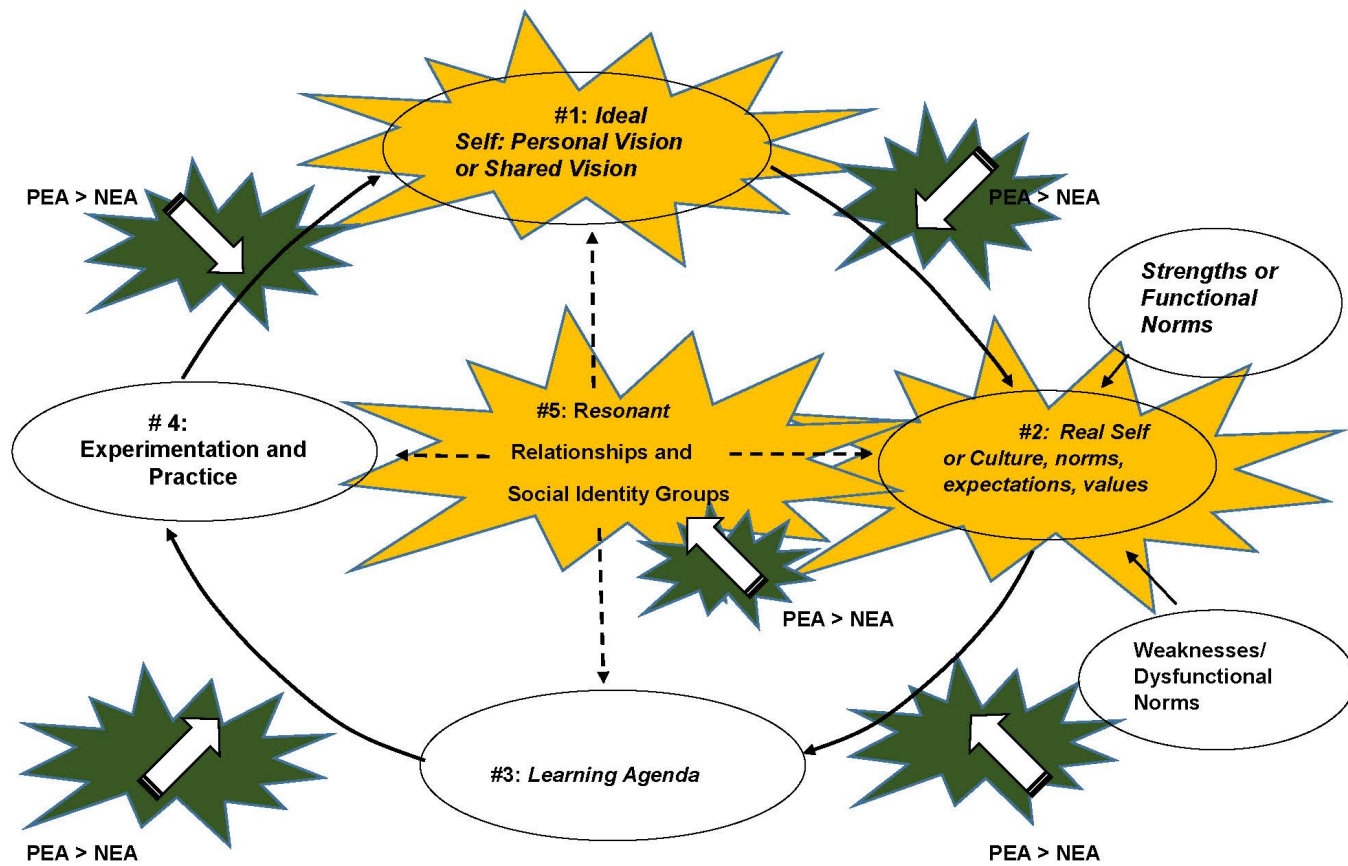 #1: Ideal
Self: Personal Vision
or Shared Vision
PEA > NEA
PEA > NEA
Strengths or
Functional
Norms
#5: Resonant
Relationships and
Social Identity Groups
#2: Real Self
or Culture, norms,
expectations, values
# 4:
Experimentation and
Practice
PEA > NEA
Weaknesses/
Dysfunctional
Norms
#3: Learning Agenda
PEA > NEA
PEA > NEA